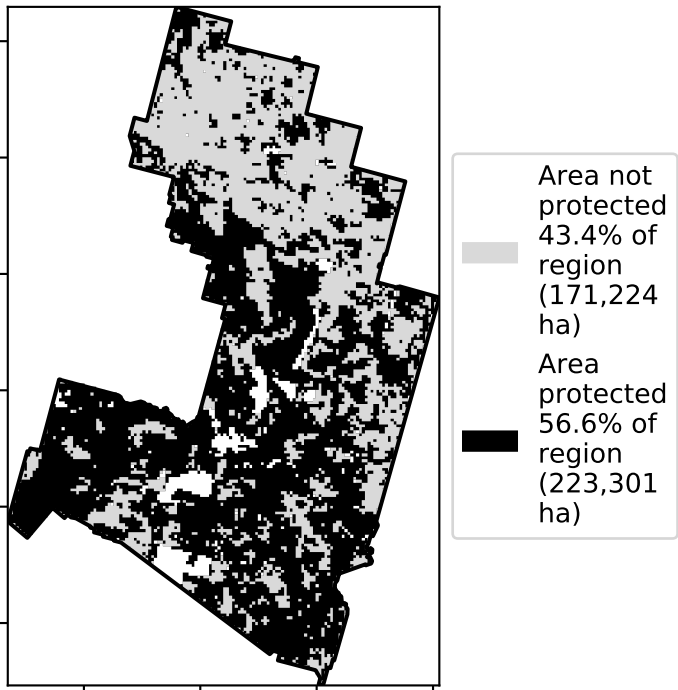 Area not
protected
43.4% of
region
(171,224
ha)
Area
protected
56.6% of
region
(223,301
ha)